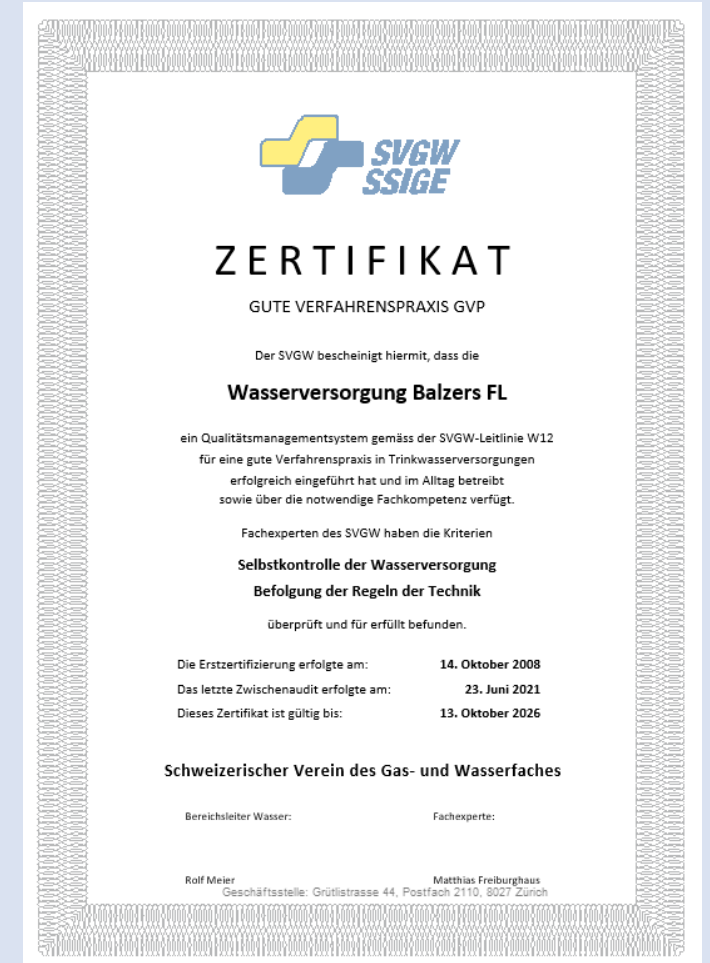 SVGW
SSIGE
ZERTIFIKAT
GUTE VERFAHRENSPRAXIS GVP
Der SVGW bescheinigt hiermit, dass die
Wasserversorgung Balzers FL
ein Qualitätsmanagementsystem gemäss der SVGW-Leitlinie W12
für eine gute Verfahrenspraxis in Trinkwasserversorgungen
erfolgreich eingeführt hat und im Alltag betreibt
sowie über die notwendige Fachkompetenz verfügt.
Fachexperten des SVGW haben die Kriterien
Selbstkontrolle der Wasserversorgung
Befolgung der Regeln der Technik
überprüft und für erfüllt befunden.
Die Erstzertifizierung erfolgte am: 14. Oktober 2008
Das letzte Zwischenaudit erfolgte am: 23. Juni 2021
Dieses Zertifikat ist gültig bis: 13. Oktober 2026
Schweizerischer Verein des Gas- und Wasserfaches
Bereichsleiter Wasser: Fachexperte:
Rolf Meier Matthias Freiburghaus
Geschäftsstelle: Grütlistrasse 44, Postfach 2110, 8027 Zürich